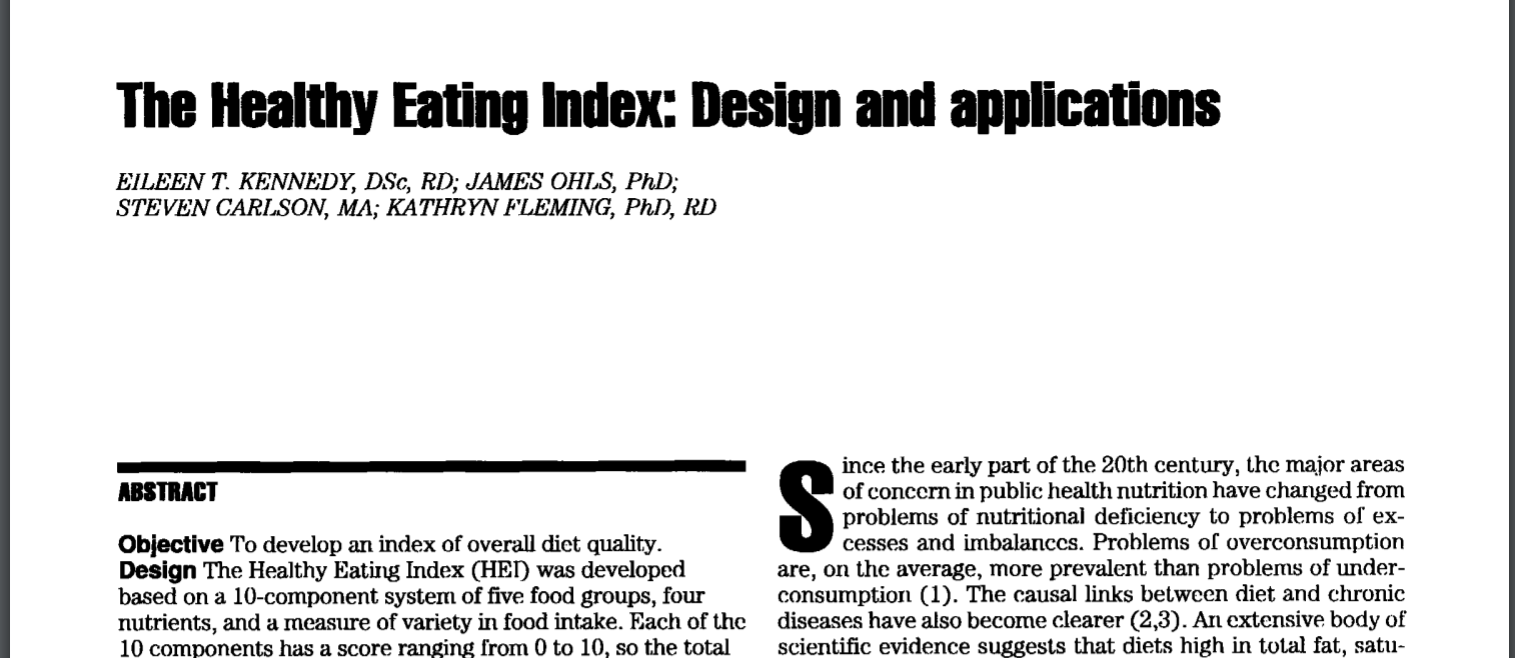 The Healthy Eating Index: Design and applications
EILEEN T. KENNEDY, DSc, RD; JAMES OHLS, PhD;
STEVEN CARLSON, MA; KATHRYN FLEMING, PhD, RD
ABSTRACT
Objective To develop an index of overall diet quality.
Design The Healthy Eating Index (HEI) was developed
based on a 10-component system of five food groups, four
nutrients, and a measure of variety in food intake. Each of the
10 components has a score ranging from 0 to 10, so the total
Since the early part of the 20th century, the major areas
of concern in public health nutrition have changed from
problems of nutritional deficiency to problems of ex-
cesses and imbalances. Problems of overconsumption
are, on the average, more prevalent than problems of under-
consumption (1). The causal links between diet and chronic
diseases have also become clearer (2,3). An extensive body of
scientific evidence suggests that diets high in total fat, satu-